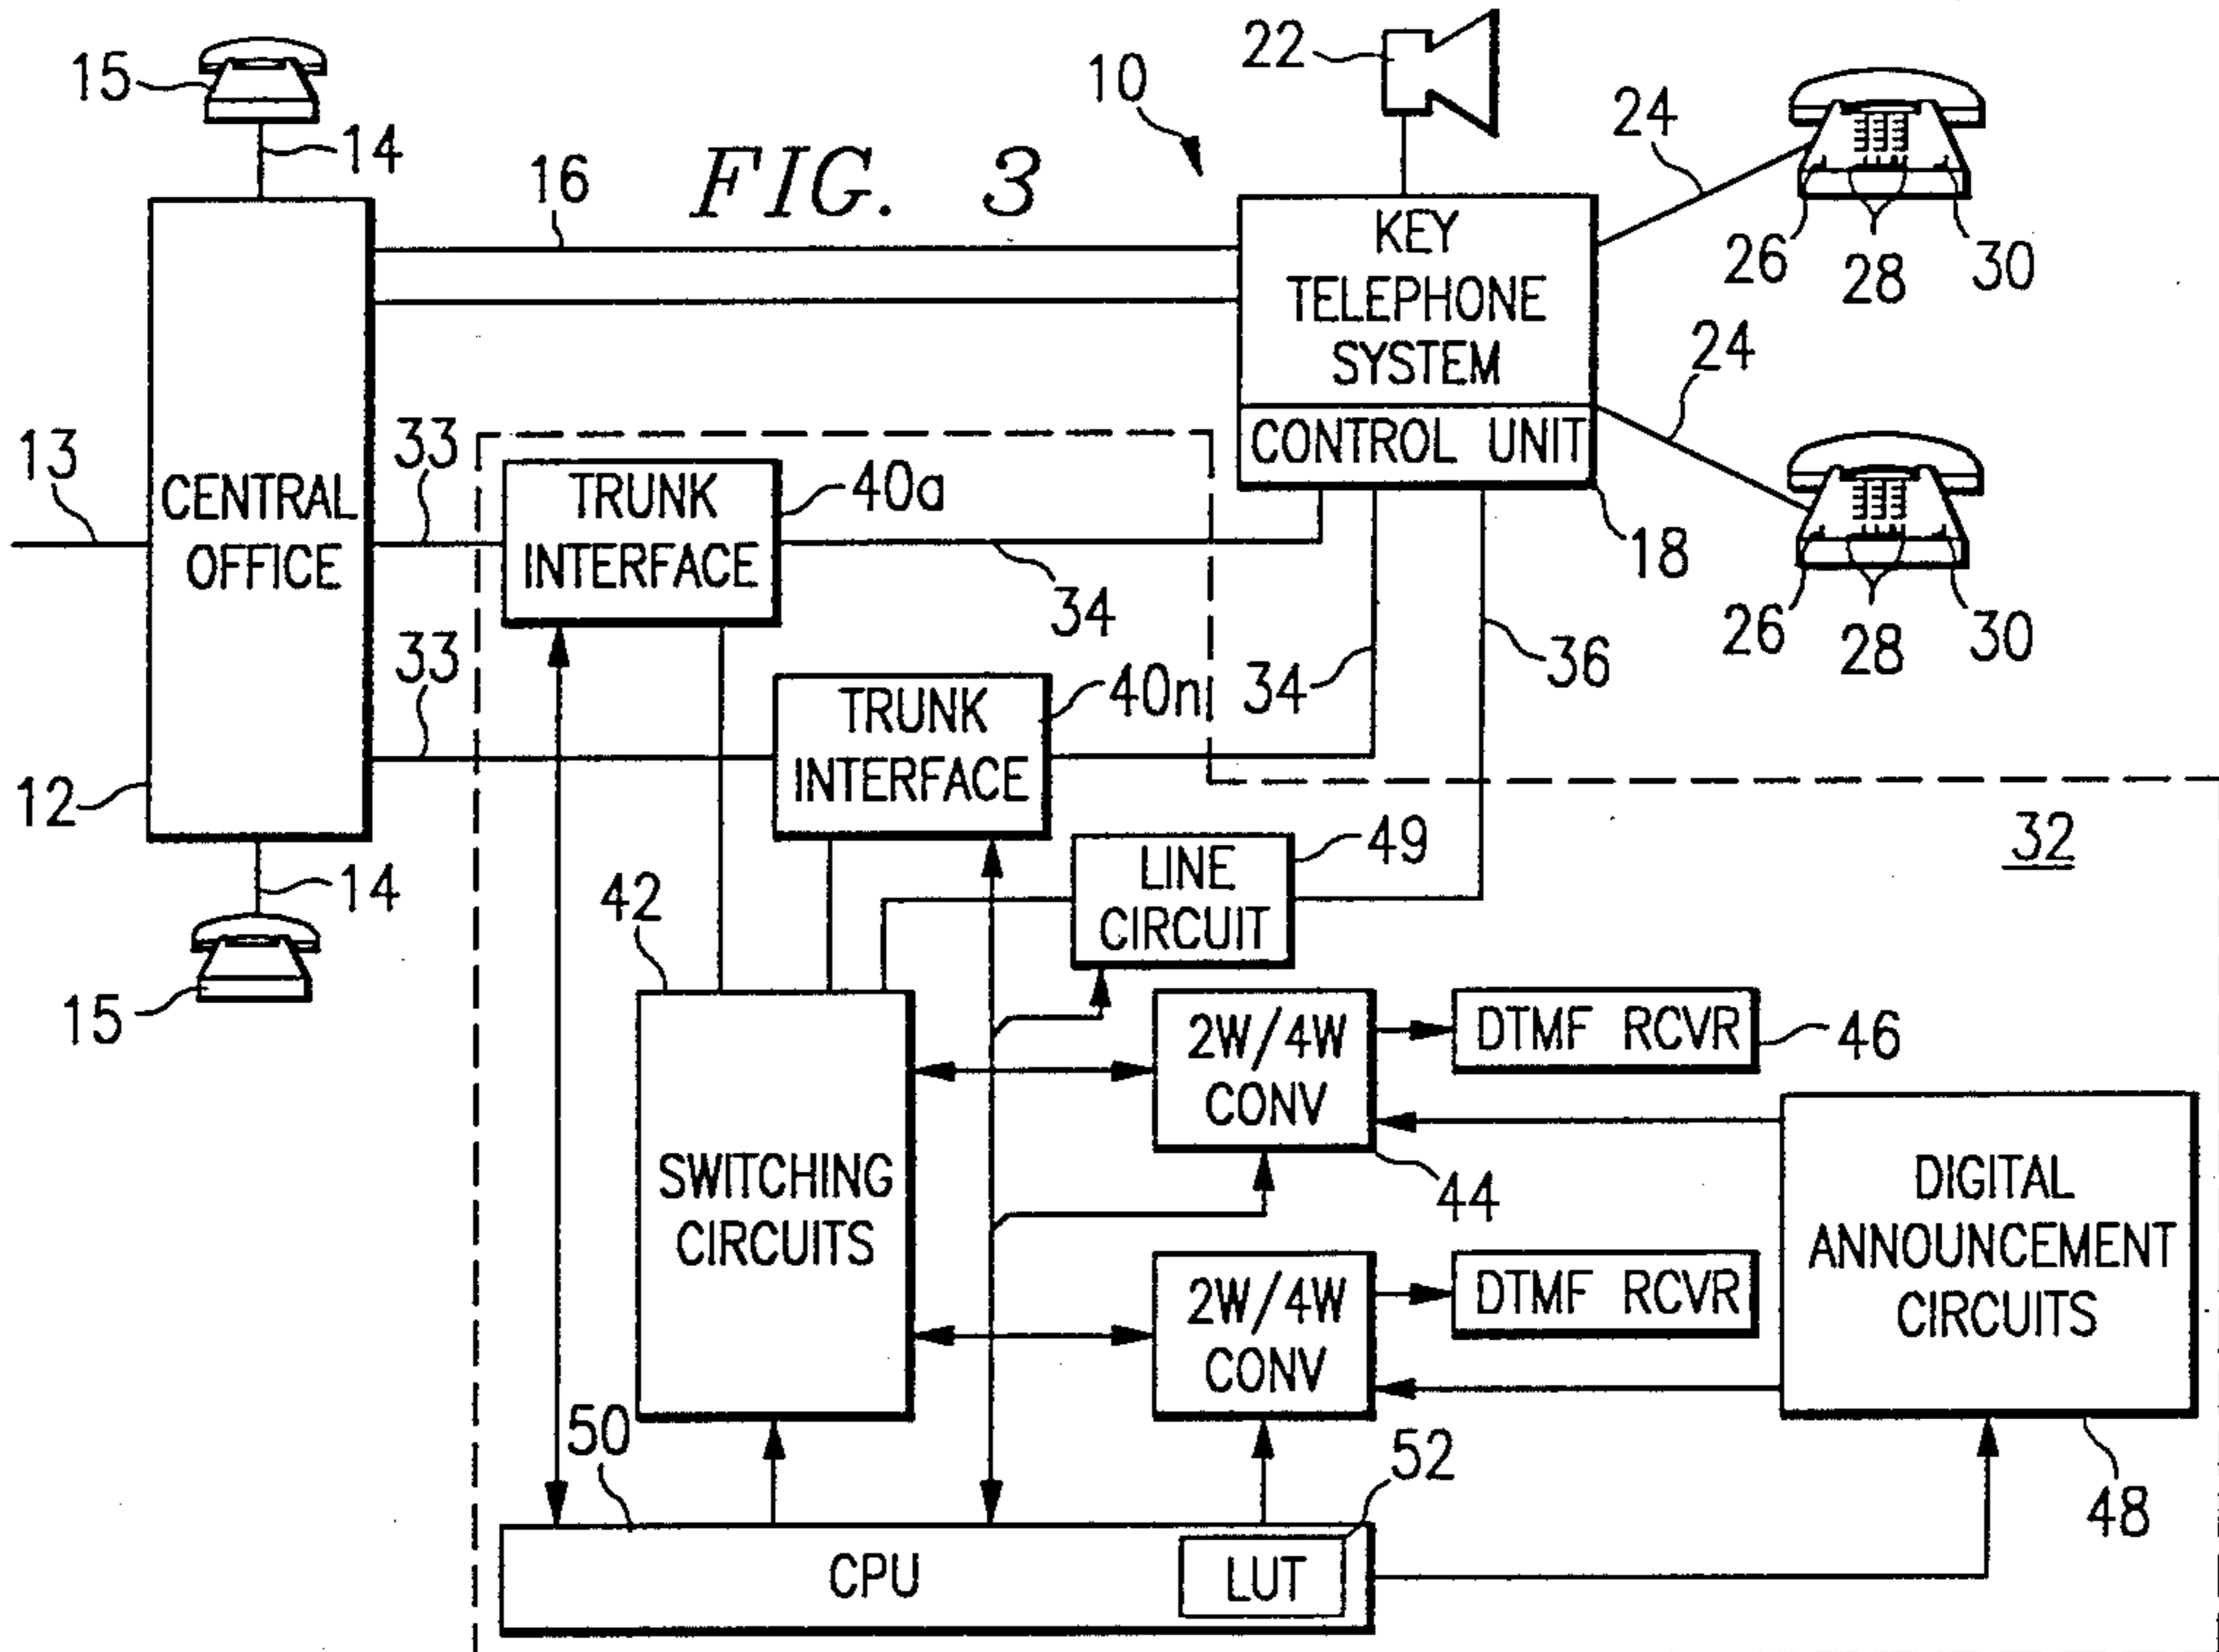 FIG. 3
15
14
16
10
22
24
26
28
30
KEY
TELEPHONE
SYSTEM
CONTROL UNIT
24
18
26
28
30
13
CENTRAL
OFFICE
12
33
TRUNK
INTERFACE
40a
34
33
TRUNK
INTERFACE
40n
34
36
14
15
32
42
LINE
CIRCUIT
49
SWITCHING
CIRCUITS
2W/4W
CONV
44
DTMF RCVR
46
2W/4W
CONV
DTMF RCVR
DIGITAL
ANNOUNCEMENT
CIRCUITS
48
50
CPU
LUT
52